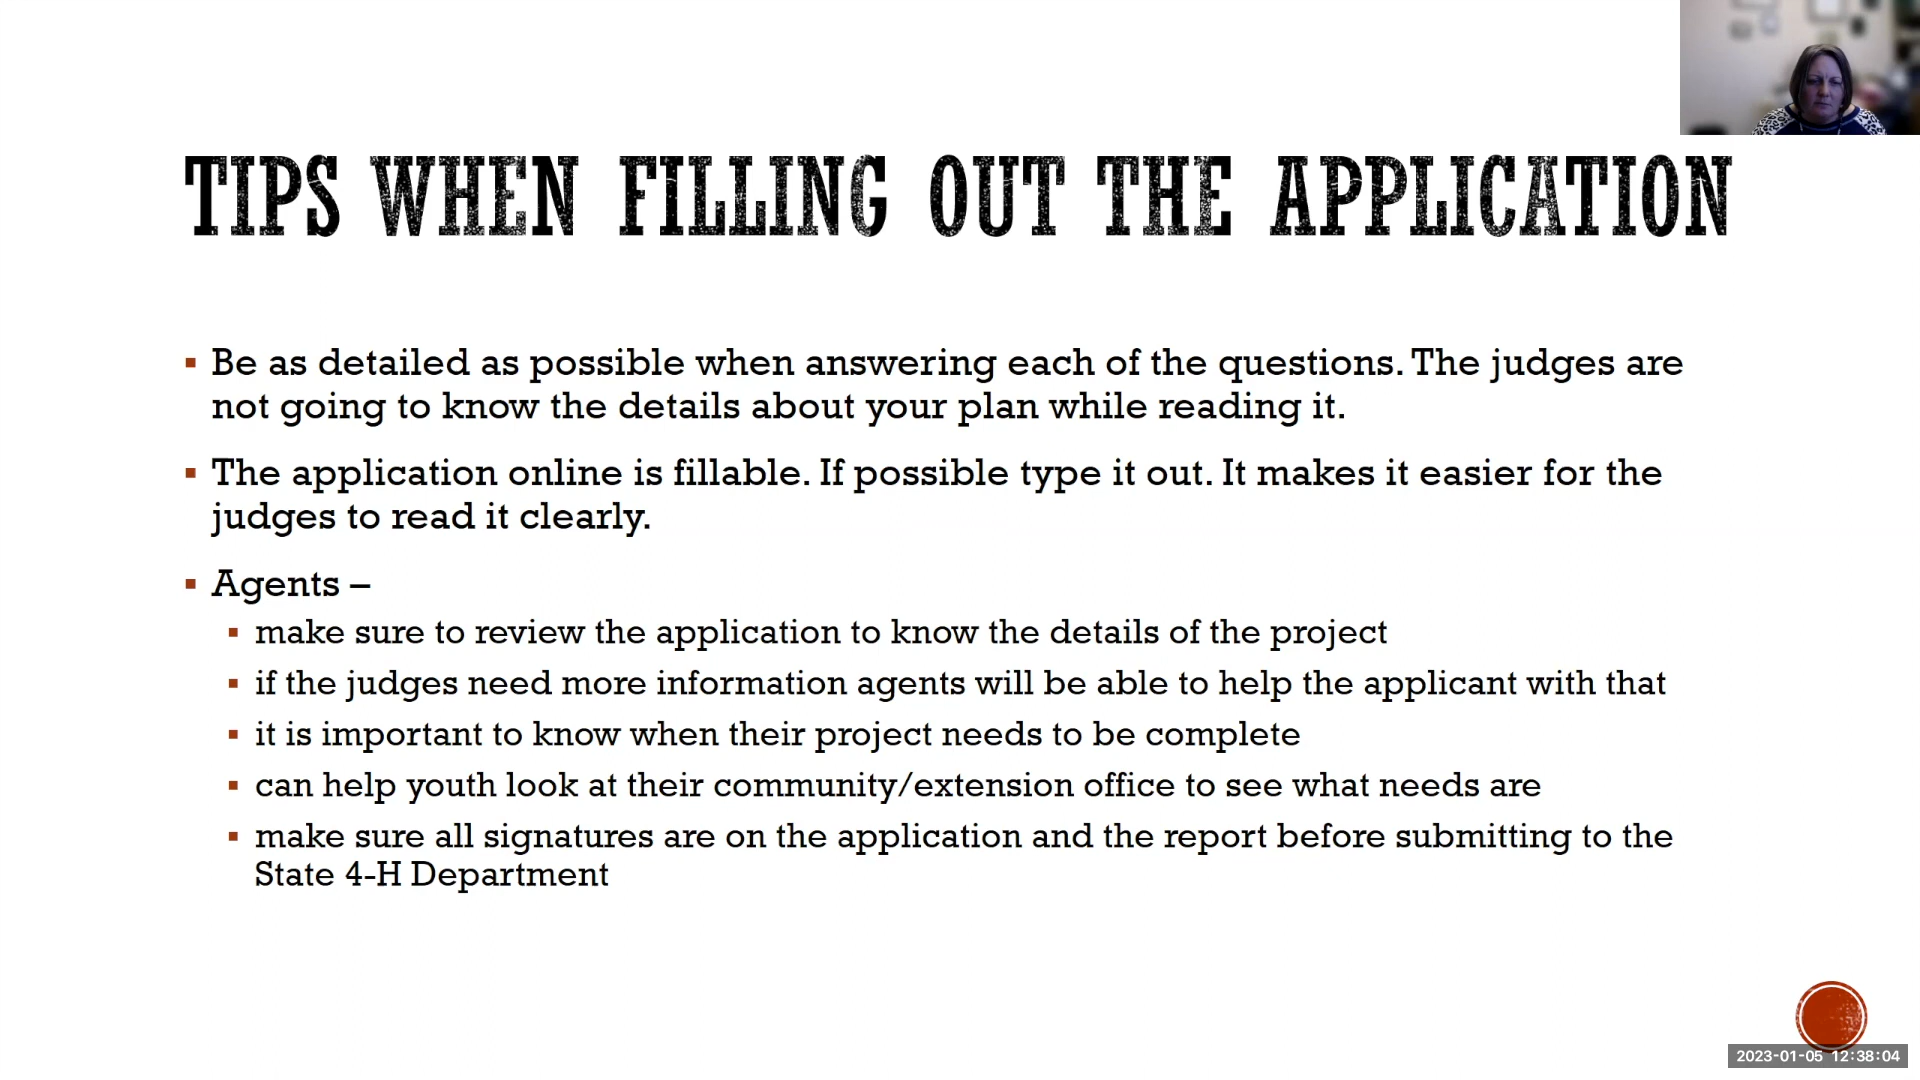 TIPS WHEN FILLING OUT THE APPLICATION
▪ Be as detailed as possible when answering each of the questions. The judges are
not going to know the details about your plan while reading it.
▪ The application online is fillable. If possible type it out. It makes it easier for the
judges to read it clearly.
▪ Agents –
▪ make sure to review the application to know the details of the project
▪ if the judges need more information agents will be able to help the applicant with that
▪ it is important to know when their project needs to be complete
▪ can help youth look at their community/extension office to see what needs are
▪ make sure all signatures are on the application and the report before submitting to the
State 4-H Department
2023-01-05 12:38:04